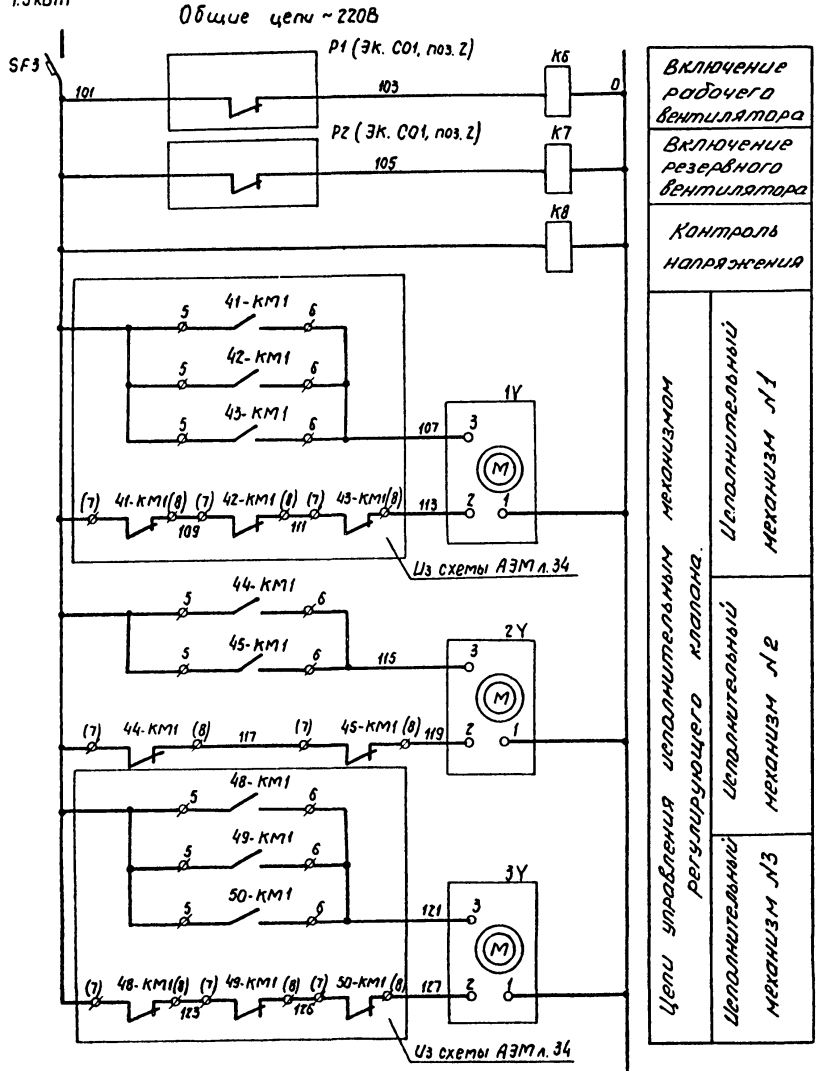 1.5кВт
Общие цепи ~220В
SF3
P1 (ЭК. СО1, поз. 2)
101
103
К6
0
Включение
рабочего
вентилятора
P2 (ЭК. СО1, поз. 2)
105
К7
Включение
резервного
вентилятора
К8
Контроль
напряжения
5 41-КМ1 6
5 42-КМ1 6
5 43-КМ1 6
107
1У
3
М
2 1
(7) 41-КМ1(8) (7) 42-КМ1 (8) (7) 43-КМ1(8)
109 111 113
Из схемы АЭМ л.34
5 44-КМ1 6
5 45-КМ1 6
115
2У
3
М
2 1
(7) 44-КМ1 (8) 117 (7) 45-КМ1 (8) 119
5 48-КМ1 6
5 49-КМ1 6
5 50-КМ1 6
121
3У
3
М
2 1
(7) 48-КМ1(8) (7) 49-КМ1 (8) (7) 50-КМ1(8)
123 126 127
Из схемы АЭМ л.34
Цепи управления исполнительным механизмом
регулирующего клапана.
Исполнительный
механизм №1
Исполнительный
механизм №2
Исполнительный
механизм №3